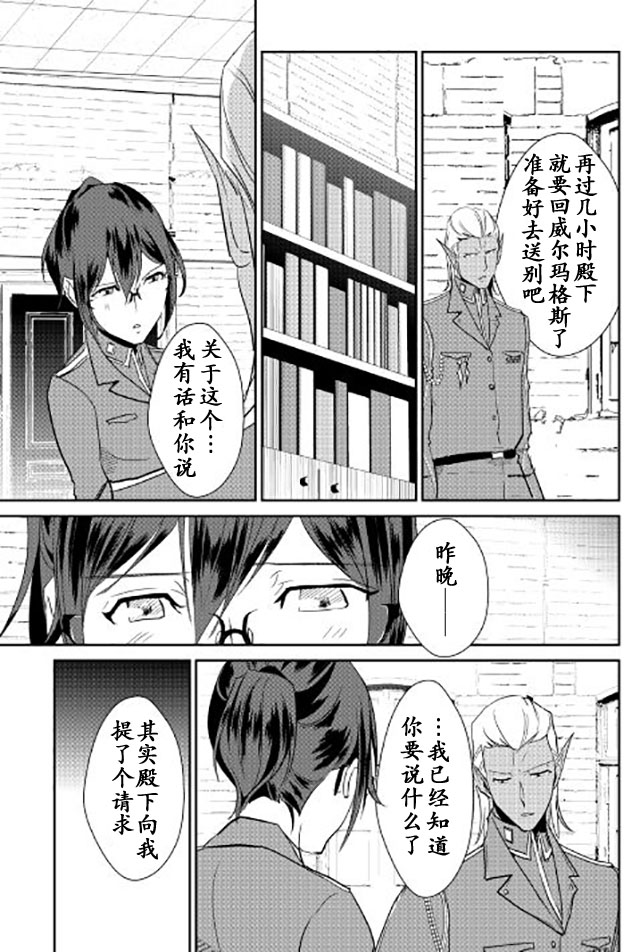 再过几小时殿下
就要回威尔玛格斯了
准备好去送别吧
关于这个…
我有话和你说
昨晚——
…我已经知道
你要说什么了
其实殿下向我
提了个请求